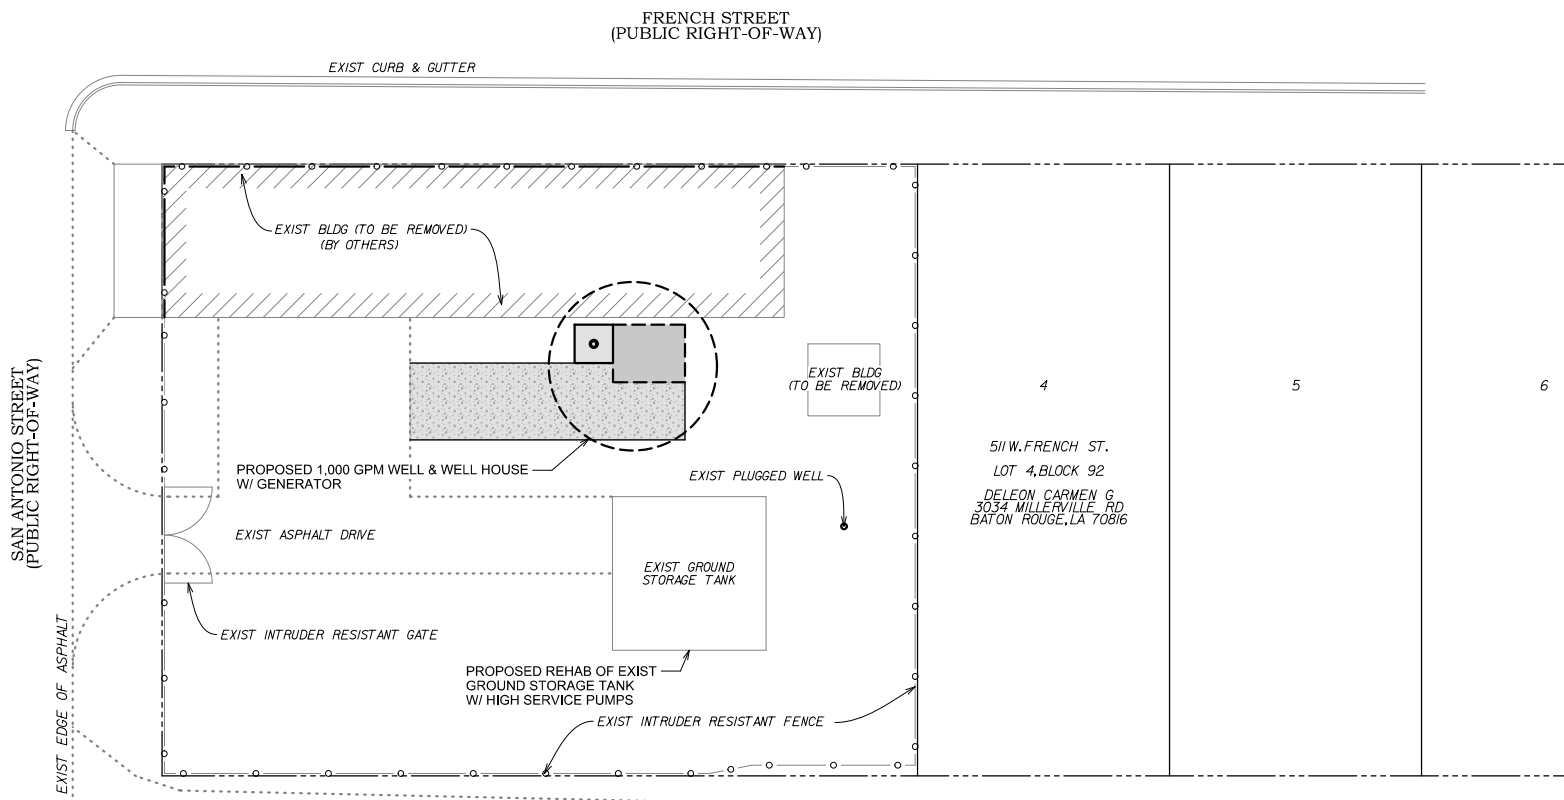 FRENCH STREET
(PUBLIC RIGHT-OF-WAY)
EXIST CURB & GUTTER
EXIST BLDG (TO BE REMOVED)
(BY OTHERS)
SAN ANTONIO STREET
(PUBLIC RIGHT-OF-WAY)
EXIST BLDG
(TO BE REMOVED)
4
5
6
511 W. FRENCH ST.
LOT 4, BLOCK 92
DELEON CARMEN G
3034 MILLERVILLE RD
BATON ROUGE, LA 70816
PROPOSED 1,000 GPM WELL & WELL HOUSE
W/ GENERATOR
EXIST PLUGGED WELL
EXIST ASPHALT DRIVE
EXIST GROUND
STORAGE TANK
EXIST INTRUDER RESISTANT GATE
EXIST EDGE OF ASPHALT
PROPOSED REHAB OF EXIST
GROUND STORAGE TANK
W/ HIGH SERVICE PUMPS
EXIST INTRUDER RESISTANT FENCE